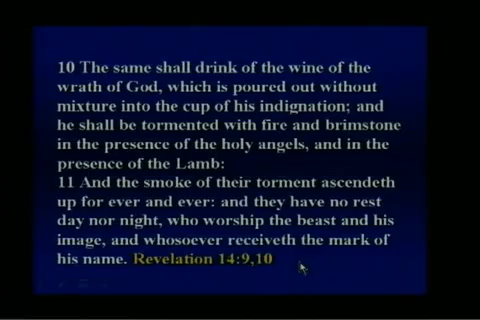 10 The same shall drink of the wine of the
wrath of God, which is poured out without
mixture into the cup of his indignation; and
he shall be tormented with fire and brimstone
in the presence of the holy angels, and in the
presence of the Lamb:
11 And the smoke of their torment ascendeth
up for ever and ever: and they have no rest
day nor night, who worship the beast and his
image, and whosoever receiveth the mark of
his name. Revelation 14:9,10